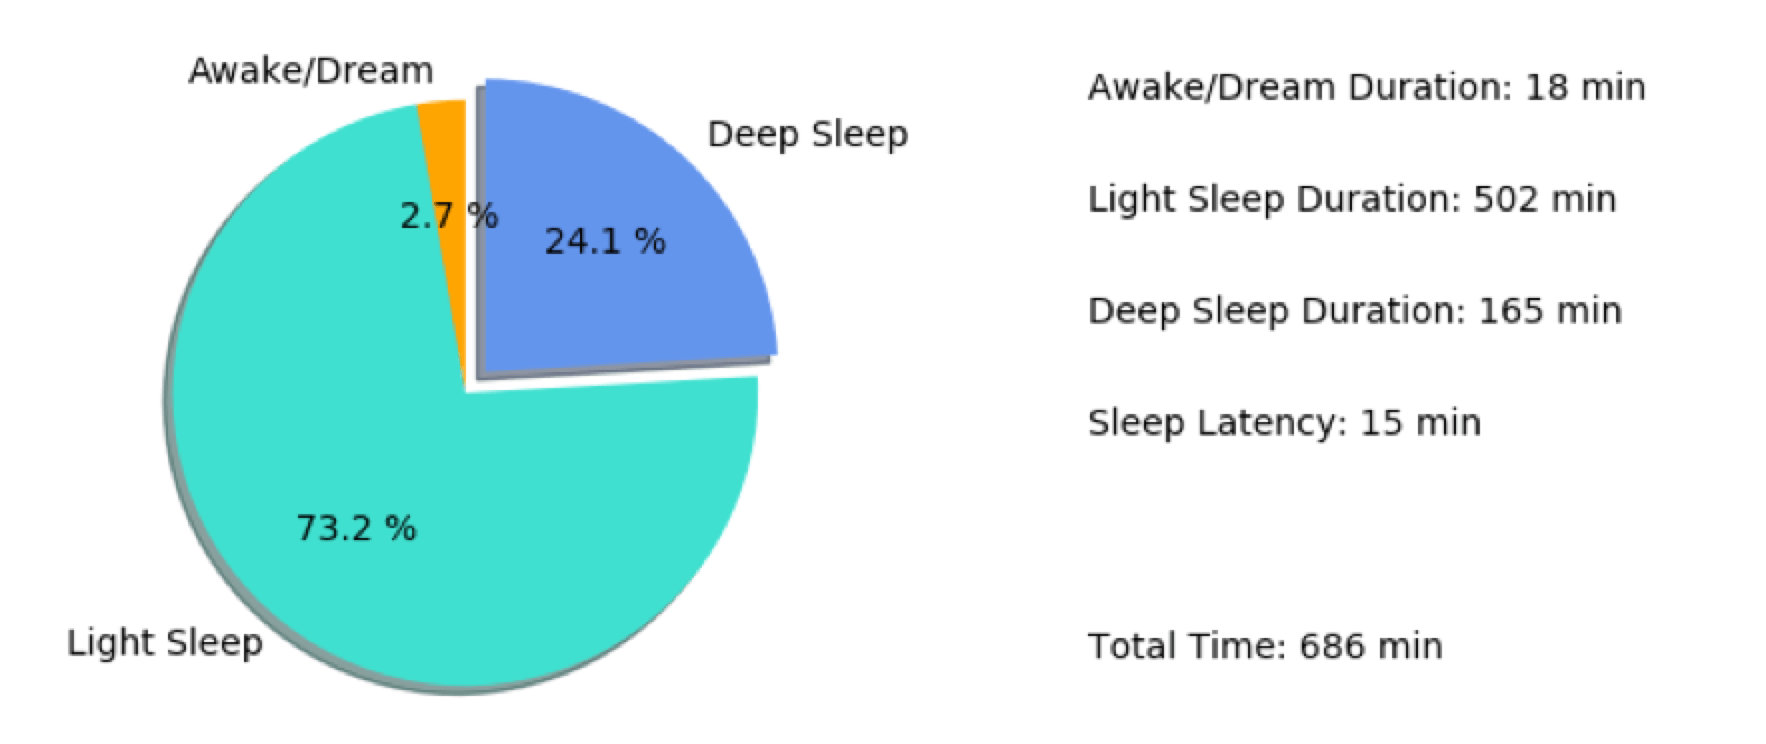 Awake/Dream
Deep Sleep
2.7 %
24.1 %
73.2 %
Light Sleep
Awake/Dream Duration: 18 min
Light Sleep Duration: 502 min
Deep Sleep Duration: 165 min
Sleep Latency: 15 min
Total Time: 686 min